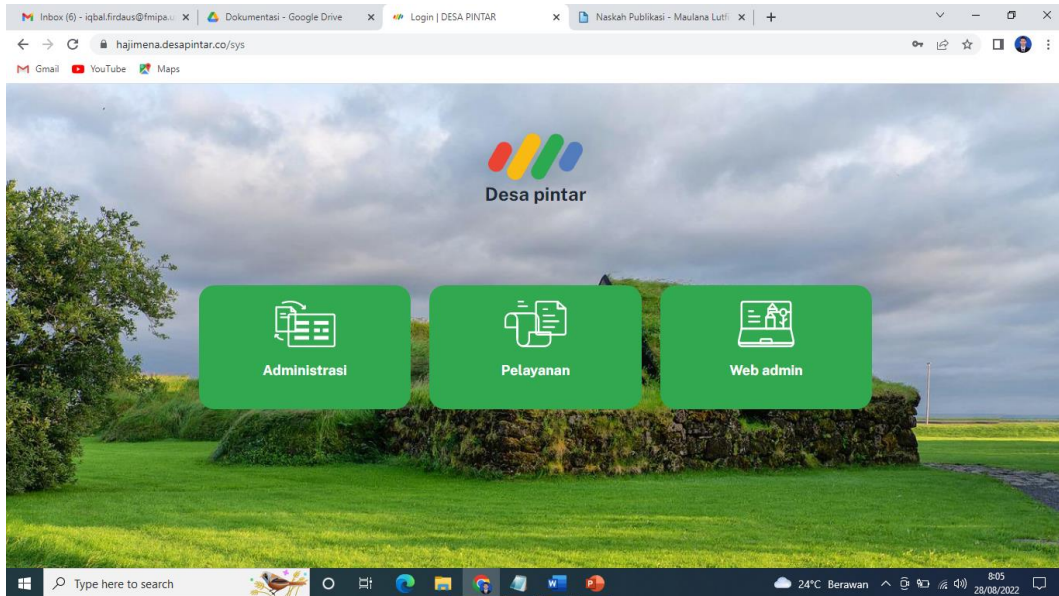 Inbox (6) - iqbal.firdaus@fmipa.u
Dokumentasi - Google Drive
Login | DESA PINTAR
Naskah Publikasi - Maulana Lutfi
hajimena.desapintar.co/sys
Gmail
YouTube
Maps
Desa pintar
Administrasi
Pelayanan
Web admin
Type here to search
24°C Berawan
8:05
28/08/2022